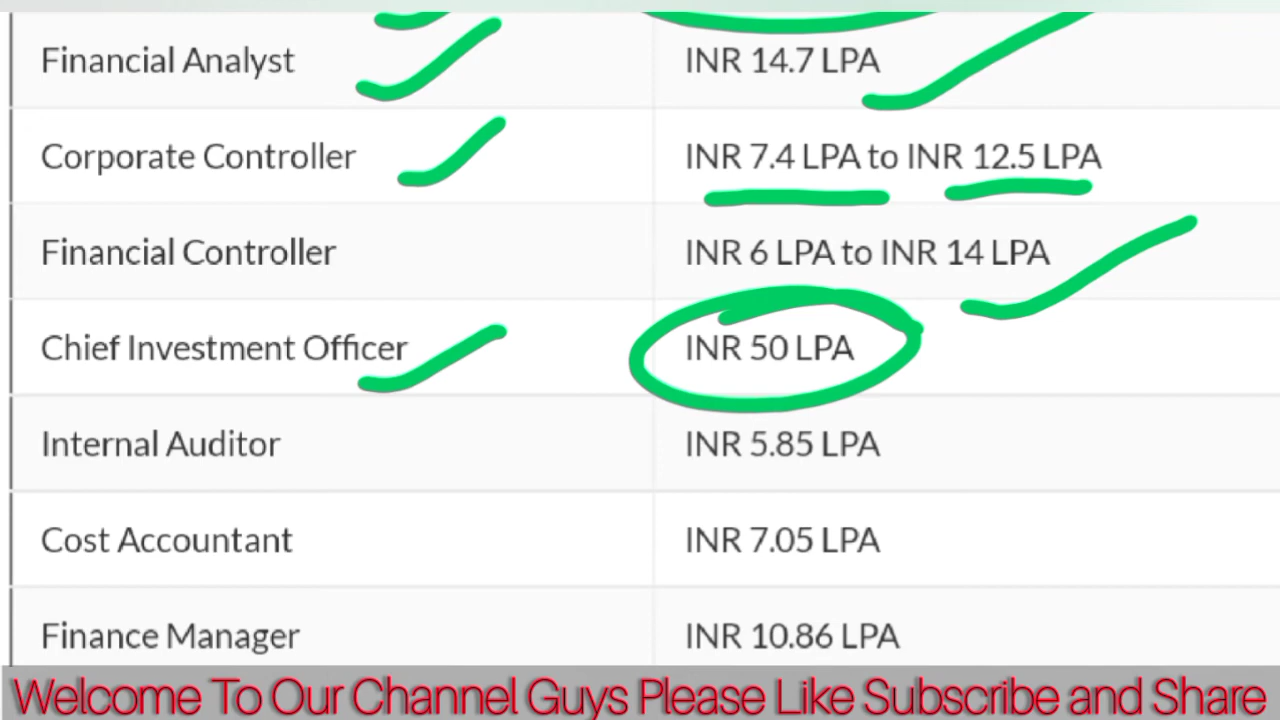 Financial Analyst INR 14.7 LPA
Corporate Controller INR 7.4 LPA to INR 12.5 LPA
Financial Controller INR 6 LPA to INR 14 LPA
Chief Investment Officer INR 50 LPA
Internal Auditor INR 5.85 LPA
Cost Accountant INR 7.05 LPA
Finance Manager INR 10.86 LPA
Welcome To Our Channel Guys Please Like Subscribe and Share